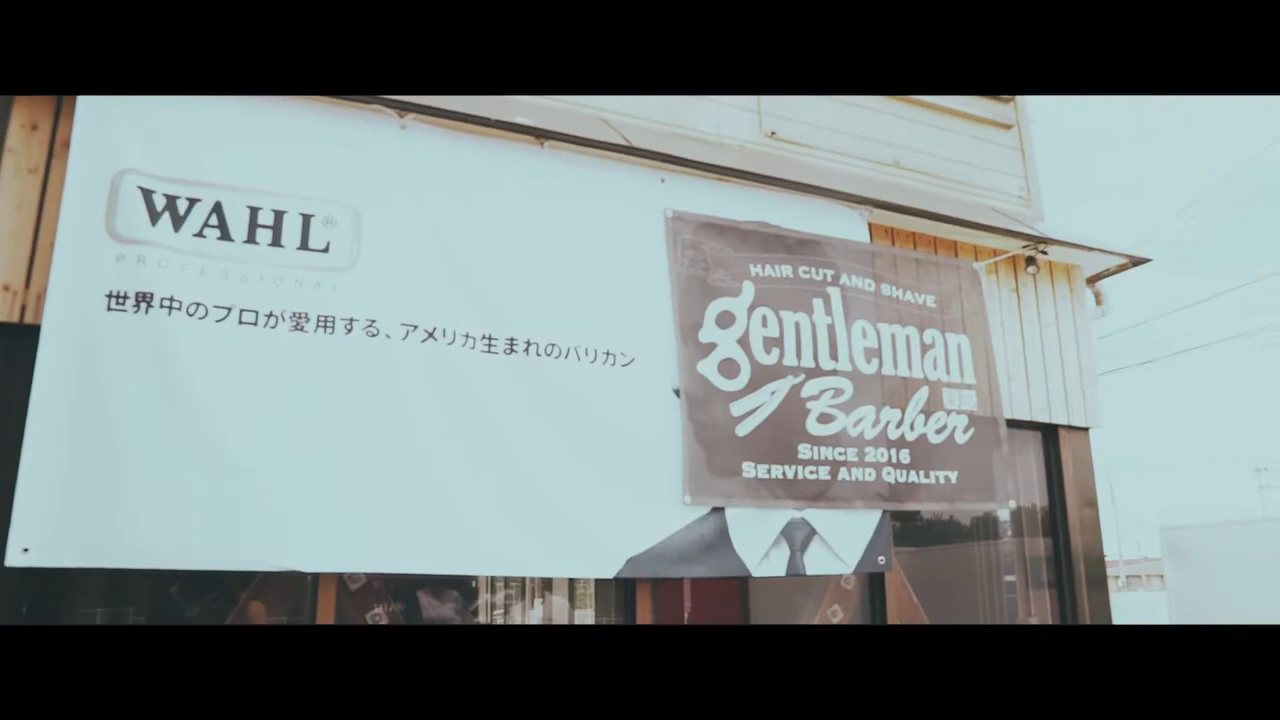 WAHL®
PROFESSIONAL
世界中のプロが愛用する、アメリカ生まれのバリカン
HAIR CUT AND SHAVE
gentleman
Barber
SINCE 2016
SERVICE AND QUALITY